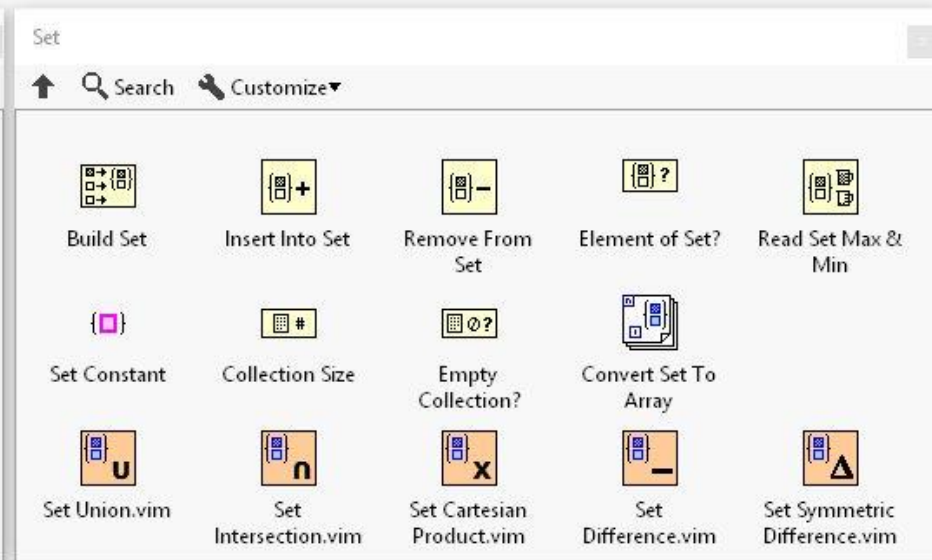 Set
Search Customize▾
Build Set
Insert Into Set
Remove From
Set
Element of Set?
Read Set Max &
Min
Set Constant
Collection Size
Empty
Collection?
Convert Set To
Array
Set Union.vim
Set
Intersection.vim
Set Cartesian
Product.vim
Set
Difference.vim
Set Symmetric
Difference.vim